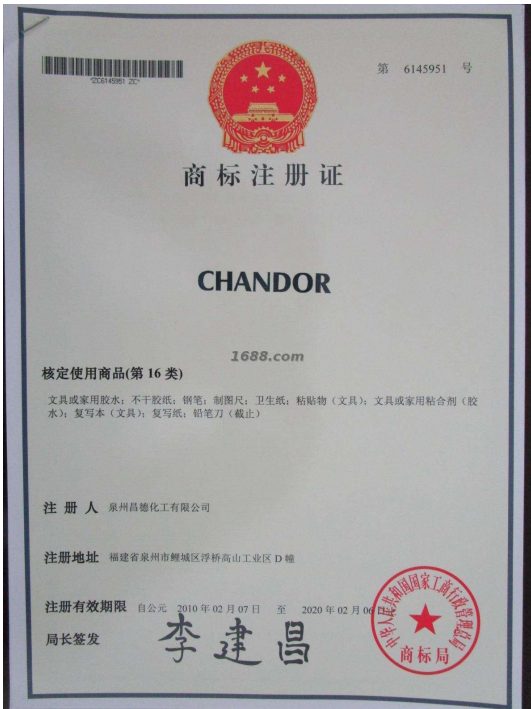 第 6145951 号
*ZC6145951 ZC*
商标注册证
CHANDOR
1688.com
核定使用商品(第 16 类)
文具或家用胶水；不干胶纸；钢笔；制图尺；卫生纸；粘贴物（文具）；文具或家用粘合剂（胶
水）；复写本（文具）；复写纸；铅笔刀（截止）
注 册 人 泉州昌德化工有限公司
注册地址 福建省泉州市鲤城区浮桥高山工业区 D 幢
注册有效期限 自公元 2010 年 02 月 07 日 至 2020 年 02 月 06
局长签发 李建昌
中华人民共和国国家工商行政管理总局
商标局